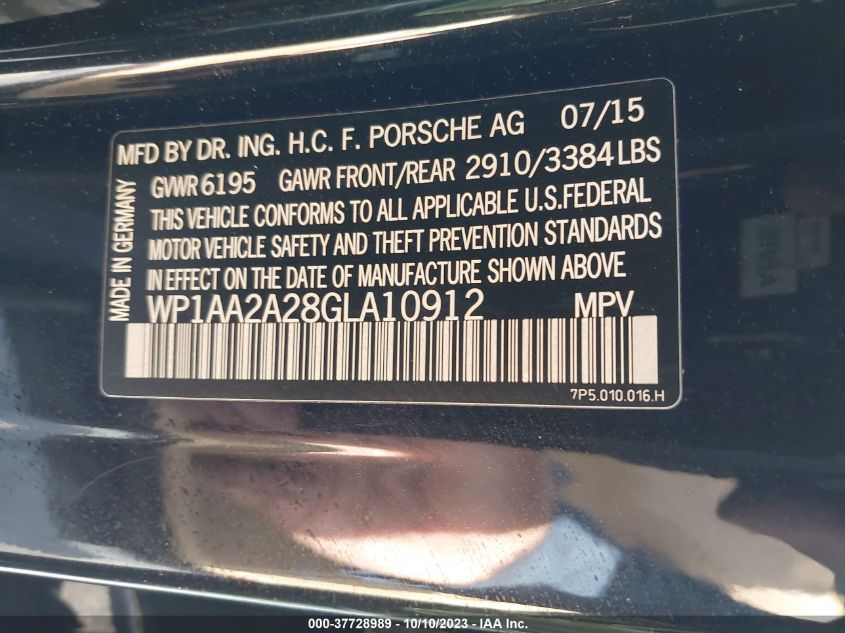 MFD BY DR. ING. H.C. F. PORSCHE AG 07/15
GVWR 6195 GAWR FRONT/REAR 2910/3384 LBS
THIS VEHICLE CONFORMS TO ALL APPLICABLE U.S. FEDERAL
MOTOR VEHICLE SAFETY AND THEFT PREVENTION STANDARDS
IN EFFECT ON THE DATE OF MANUFACTURE SHOWN ABOVE
WP1AA2A28GLA10912 MPV
MADE IN GERMANY
7P5.010.016.H
000-37728989 - 10/10/2023 - IAA Inc.